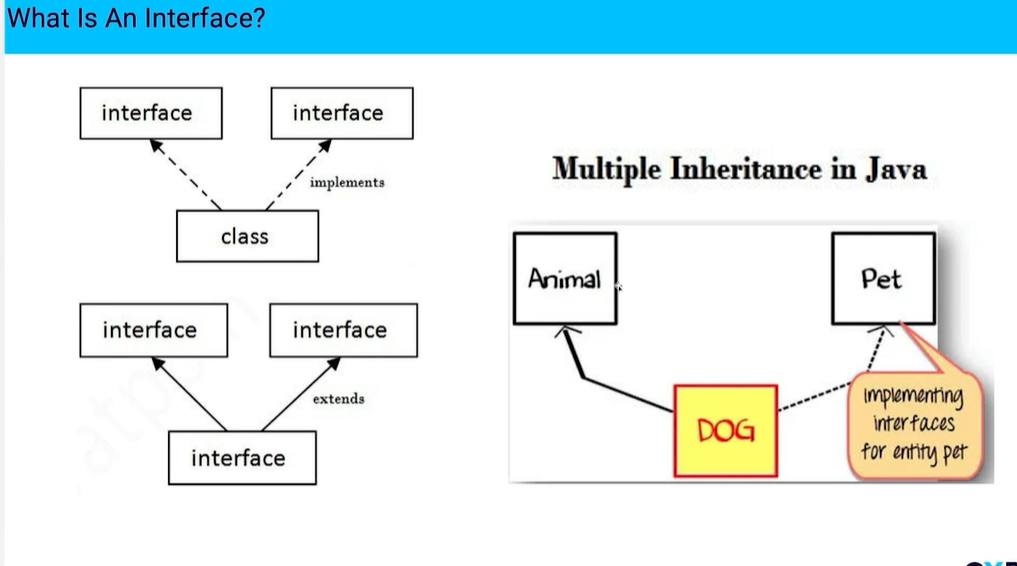 What Is An Interface?
interface
interface
implements
class
interface
interface
extends
interface
Multiple Inheritance in Java
Animal
Pet
DOG
implementing
interfaces
for entity pet